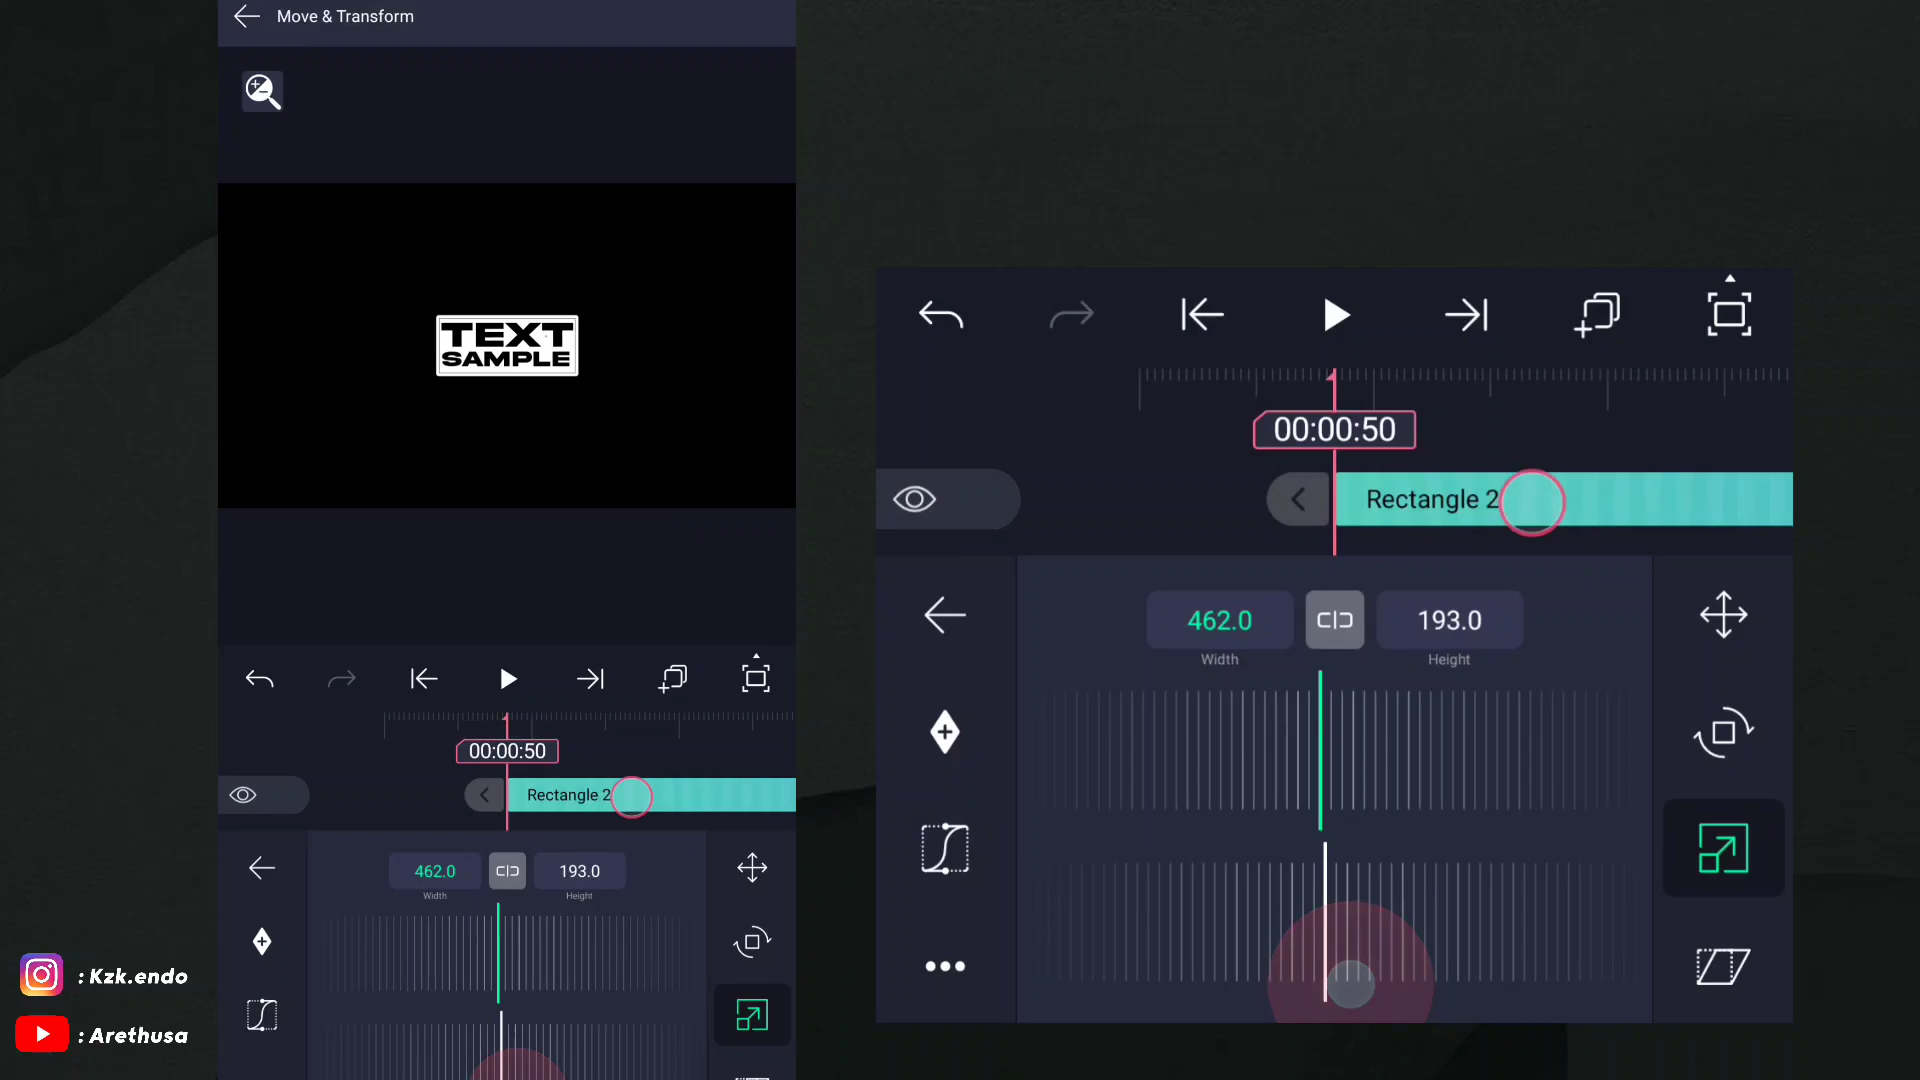 Move & Transform
TEXT
SAMPLE
00:00:50
Rectangle 2
462.0
193.0
Width
Height
00:00:50
Rectangle 2
462.0
193.0
Width
Height
: Kzk.endo
: Arethusa